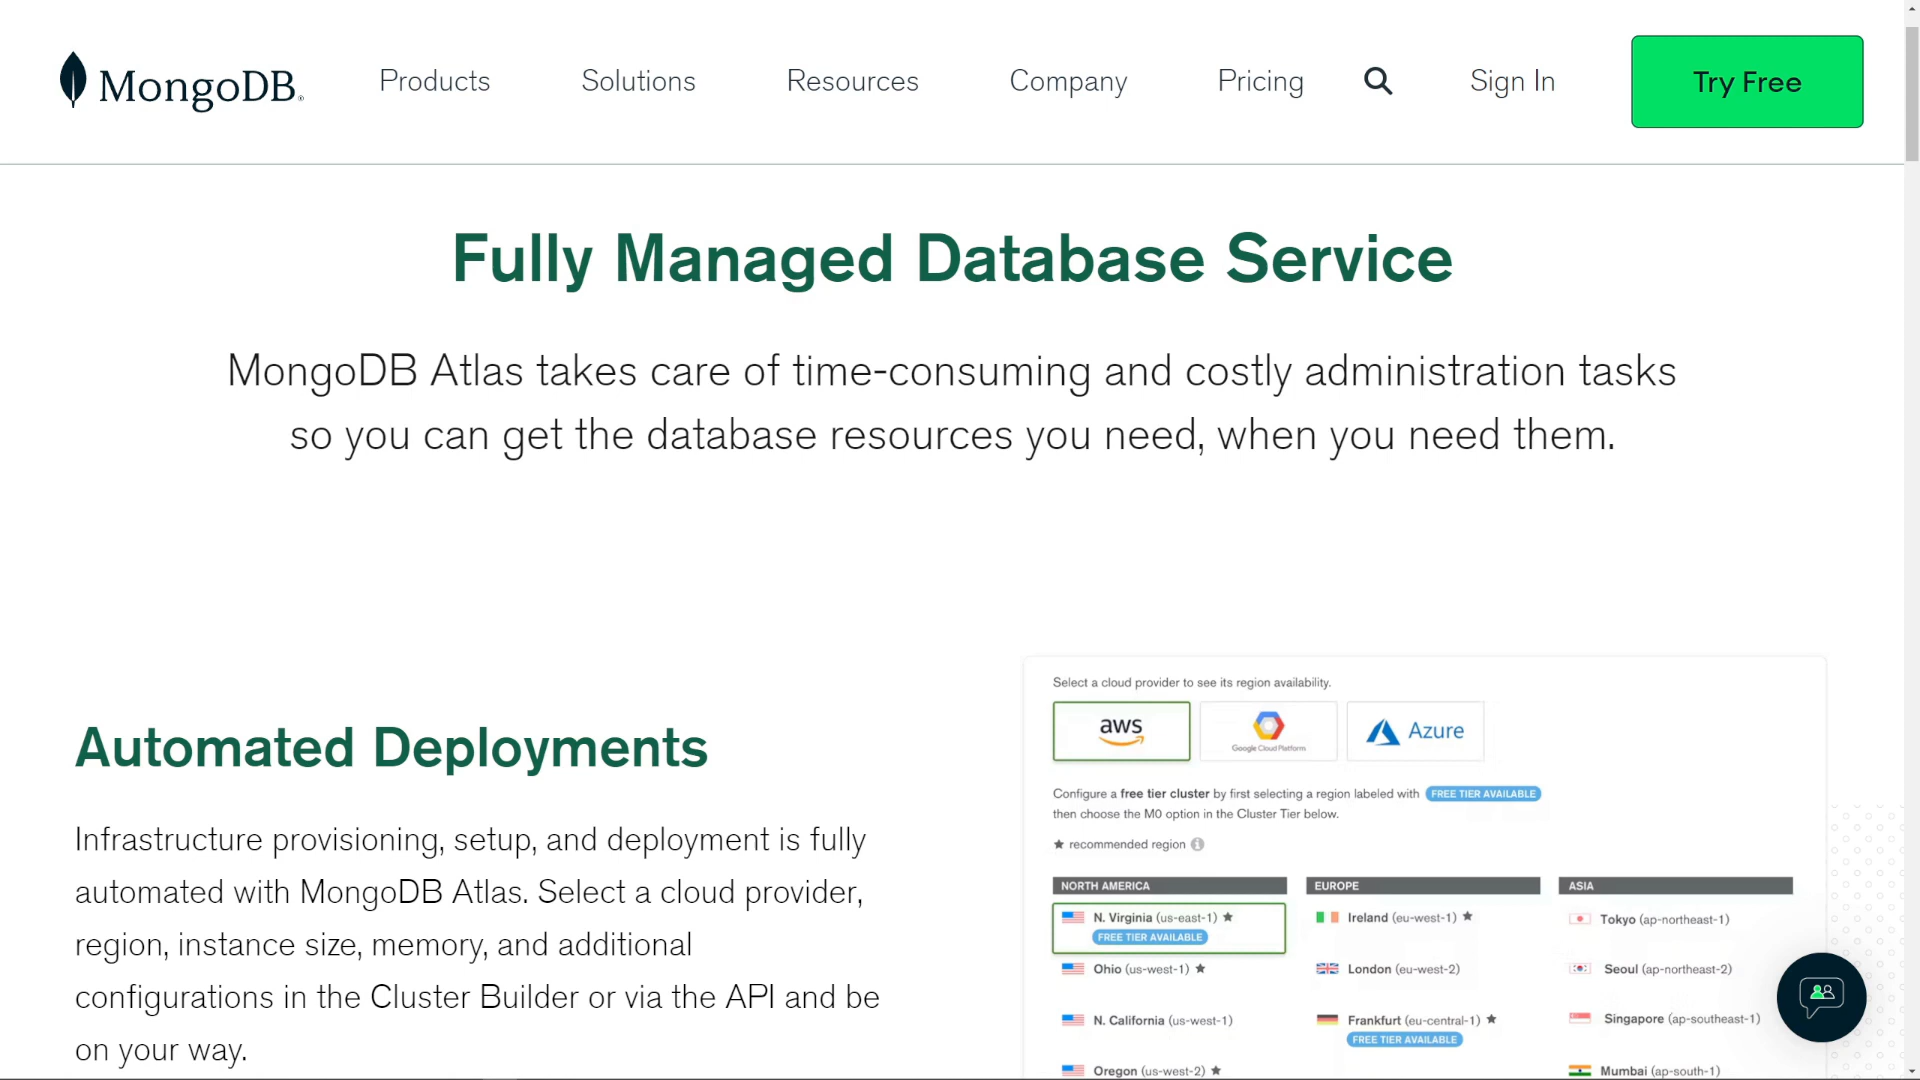 MongoDB®
Products
Solutions
Resources
Company
Pricing
Sign In
Try Free
Fully Managed Database Service
MongoDB Atlas takes care of time-consuming and costly administration tasks
so you can get the database resources you need, when you need them.
Automated Deployments
Infrastructure provisioning, setup, and deployment is fully
automated with MongoDB Atlas. Select a cloud provider,
region, instance size, memory, and additional
configurations in the Cluster Builder or via the API and be
on your way.
Select a cloud provider to see its region availability.
aws
Google Cloud Platform
Azure
Configure a free tier cluster by first selecting a region labeled with FREE TIER AVAILABLE
then choose the M0 option in the Cluster Tier below.
★ recommended region
NORTH AMERICA
N. Virginia (us-east-1) ★
FREE TIER AVAILABLE
Ohio (us-west-1) ★
N. California (us-west-1)
Oregon (us-west-2) ★
EUROPE
Ireland (eu-west-1) ★
London (eu-west-2)
Frankfurt (eu-central-1) ★
FREE TIER AVAILABLE
ASIA
Tokyo (ap-northeast-1)
Seoul (ap-northeast-2)
Singapore (ap-southeast-1)
Mumbai (ap-south-1)